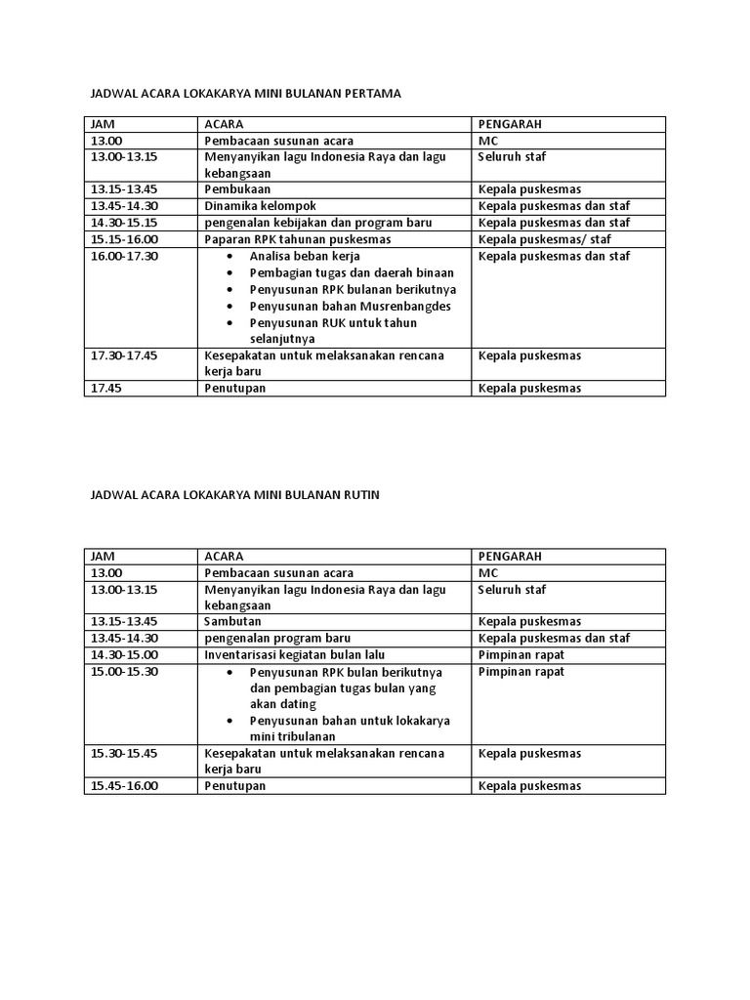 JADWAL ACARA LOKAKARYA MINI BULANAN PERTAMA
JAM ACARA PENGARAH
13.00 Pembacaan susunan acara MC
13.00-13.15 Menyanyikan lagu Indonesia Raya dan lagu Seluruh staf
kebangsaan
13.15-13.45 Pembukaan Kepala puskesmas
13.45-14.30 Dinamika kelompok Kepala puskesmas dan staf
14.30-15.15 pengenalan kebijakan dan program baru Kepala puskesmas dan staf
15.15-16.00 Paparan RPK tahunan puskesmas Kepala puskesmas/ staf
16.00-17.30 • Analisa beban kerja Kepala puskesmas dan staf
• Pembagian tugas dan daerah binaan
• Penyusunan RPK bulanan berikutnya
• Penyusunan bahan Musrenbangdes
• Penyusunan RUK untuk tahun
selanjutnya
17.30-17.45 Kesepakatan untuk melaksanakan rencana Kepala puskesmas
kerja baru
17.45 Penutupan Kepala puskesmas
JADWAL ACARA LOKAKARYA MINI BULANAN RUTIN
JAM ACARA PENGARAH
13.00 Pembacaan susunan acara MC
13.00-13.15 Menyanyikan lagu Indonesia Raya dan lagu Seluruh staf
kebangsaan
13.15-13.45 Sambutan Kepala puskesmas
13.45-14.30 pengenalan program baru Kepala puskesmas dan staf
14.30-15.00 Inventarisasi kegiatan bulan lalu Pimpinan rapat
15.00-15.30 • Penyusunan RPK bulan berikutnya Pimpinan rapat
dan pembagian tugas bulan yang
akan dating
• Penyusunan bahan untuk lokakarya
mini tribulanan
15.30-15.45 Kesepakatan untuk melaksanakan rencana Kepala puskesmas
kerja baru
15.45-16.00 Penutupan Kepala puskesmas